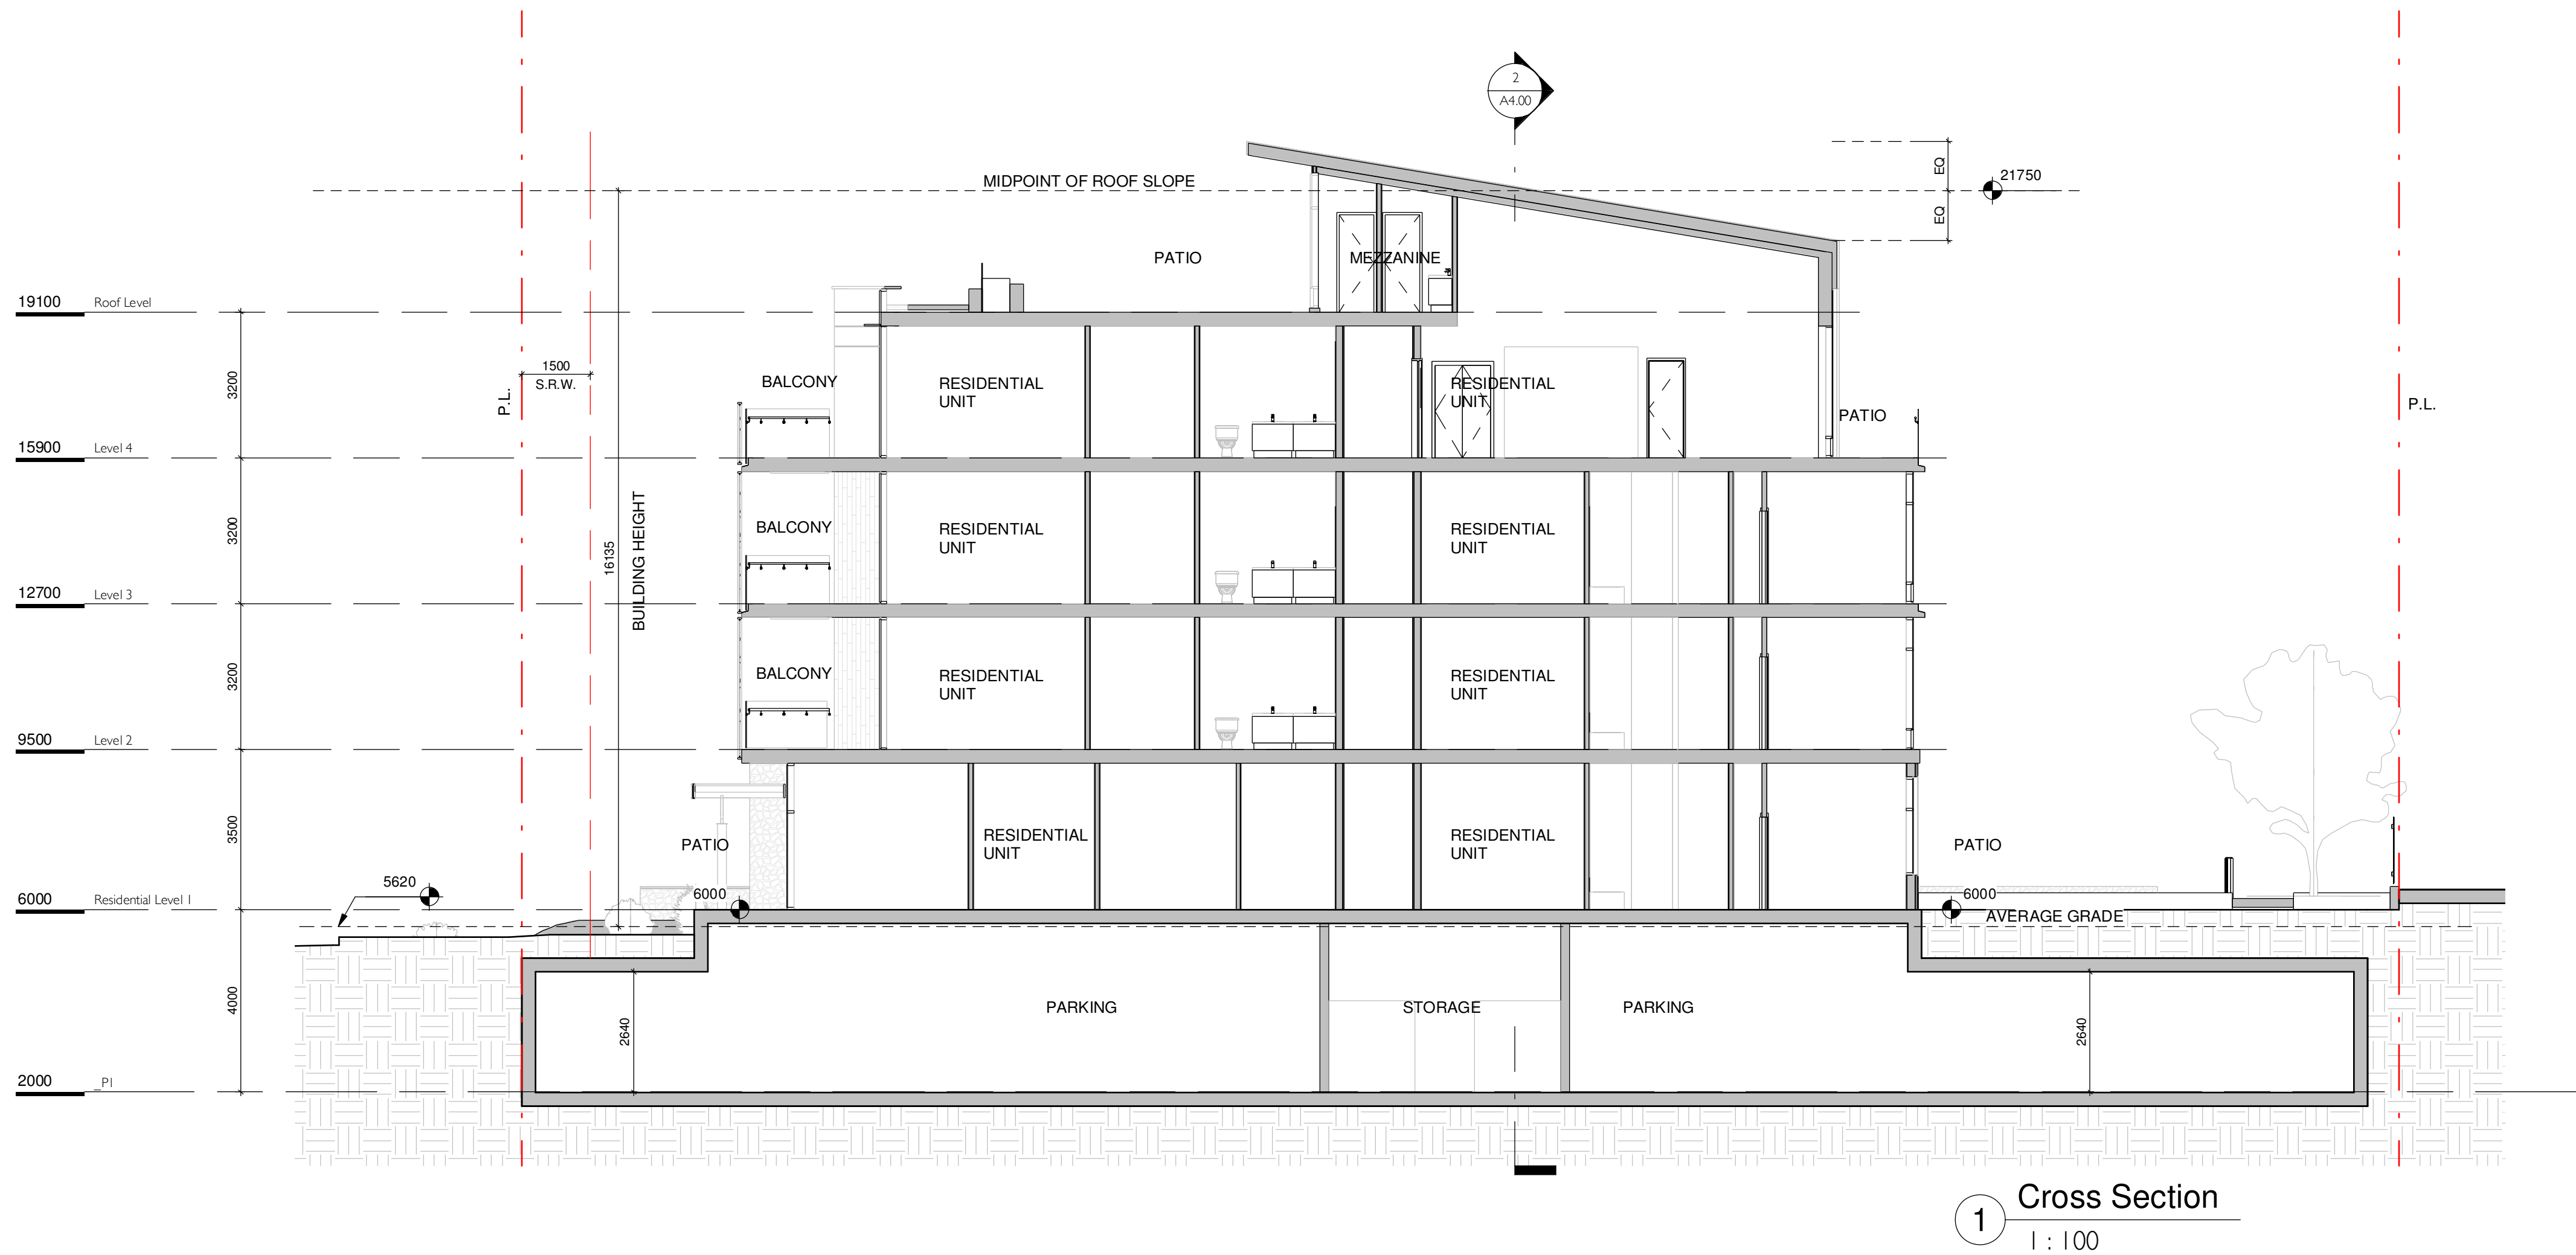 2
A4.00
MIDPOINT OF ROOF SLOPE
EQ
21750
EQ
PATIO
MEZZANINE
19100 Roof Level
1500
S.R.W.
P.L.
3200
BALCONY
RESIDENTIAL
UNIT
RESIDENTIAL
UNIT
PATIO
P.L.
15900 Level 4
3200
16135
BUILDING HEIGHT
BALCONY
RESIDENTIAL
UNIT
RESIDENTIAL
UNIT
12700 Level 3
3200
BALCONY
RESIDENTIAL
UNIT
RESIDENTIAL
UNIT
9500 Level 2
3500
PATIO
RESIDENTIAL
UNIT
RESIDENTIAL
UNIT
PATIO
5620
6000
6000
6000 Residential Level 1
AVERAGE GRADE
4000
2640
PARKING
STORAGE
PARKING
2640
2000 _P1
1 Cross Section
1 : 100